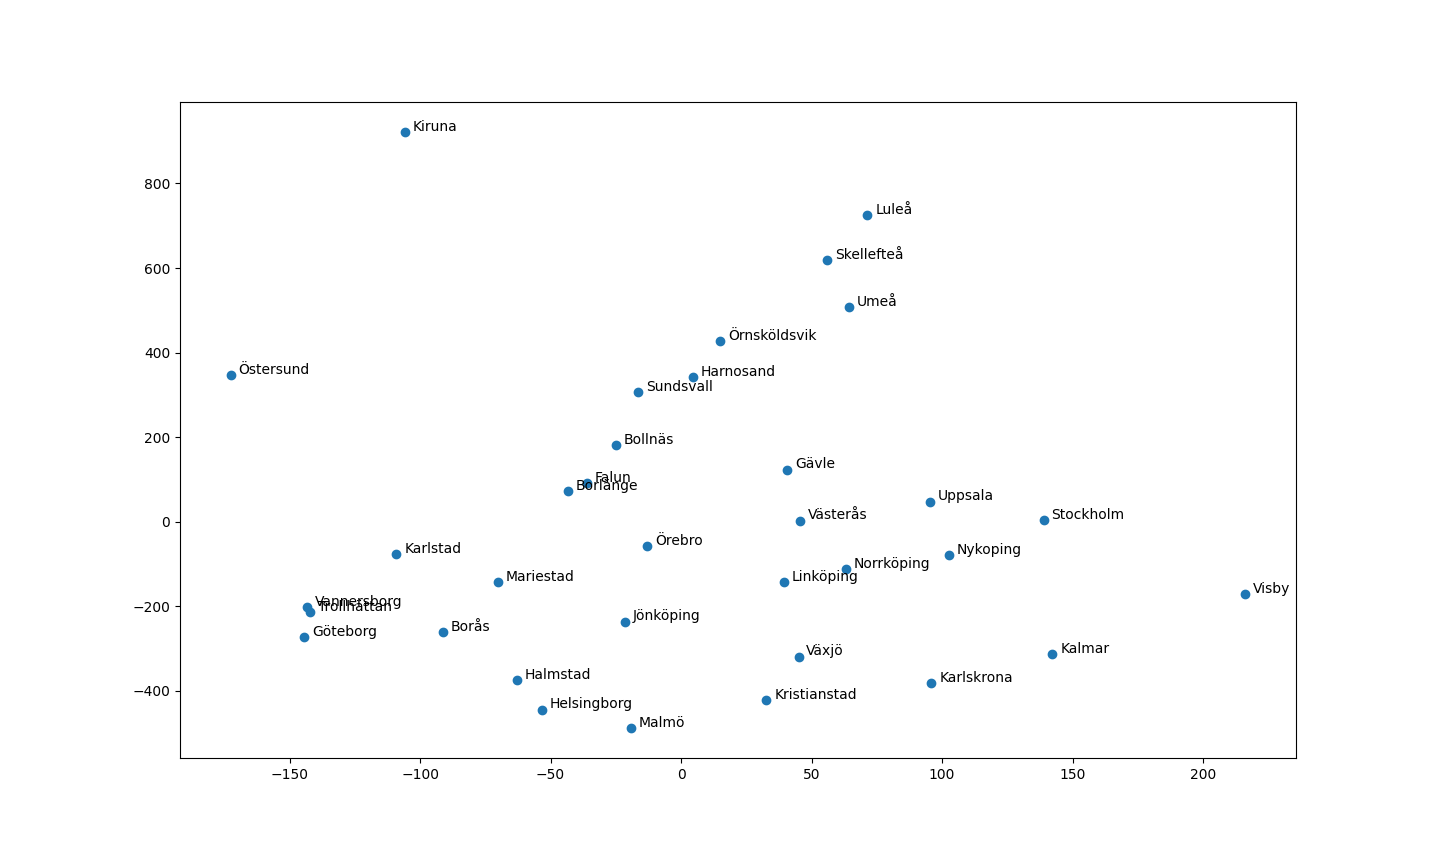 Kiruna
800
Luleå
Skellefteå
600
Umeå
Örnsköldsvik
400
Östersund
Harnosand
Sundsvall
200
Bollnäs
Gävle
Falun
Borlänge
Uppsala
Västerås
Stockholm
0
Örebro
Karlstad
Nykoping
Norrköping
Mariestad
Linköping
Visby
Vannersborg
−200
Trollhättan
Jönköping
Göteborg
Borås
Växjö
Kalmar
Halmstad
Karlskrona
−400
Kristianstad
Helsingborg
Malmö
−150 −100 −50 0 50 100 150 200